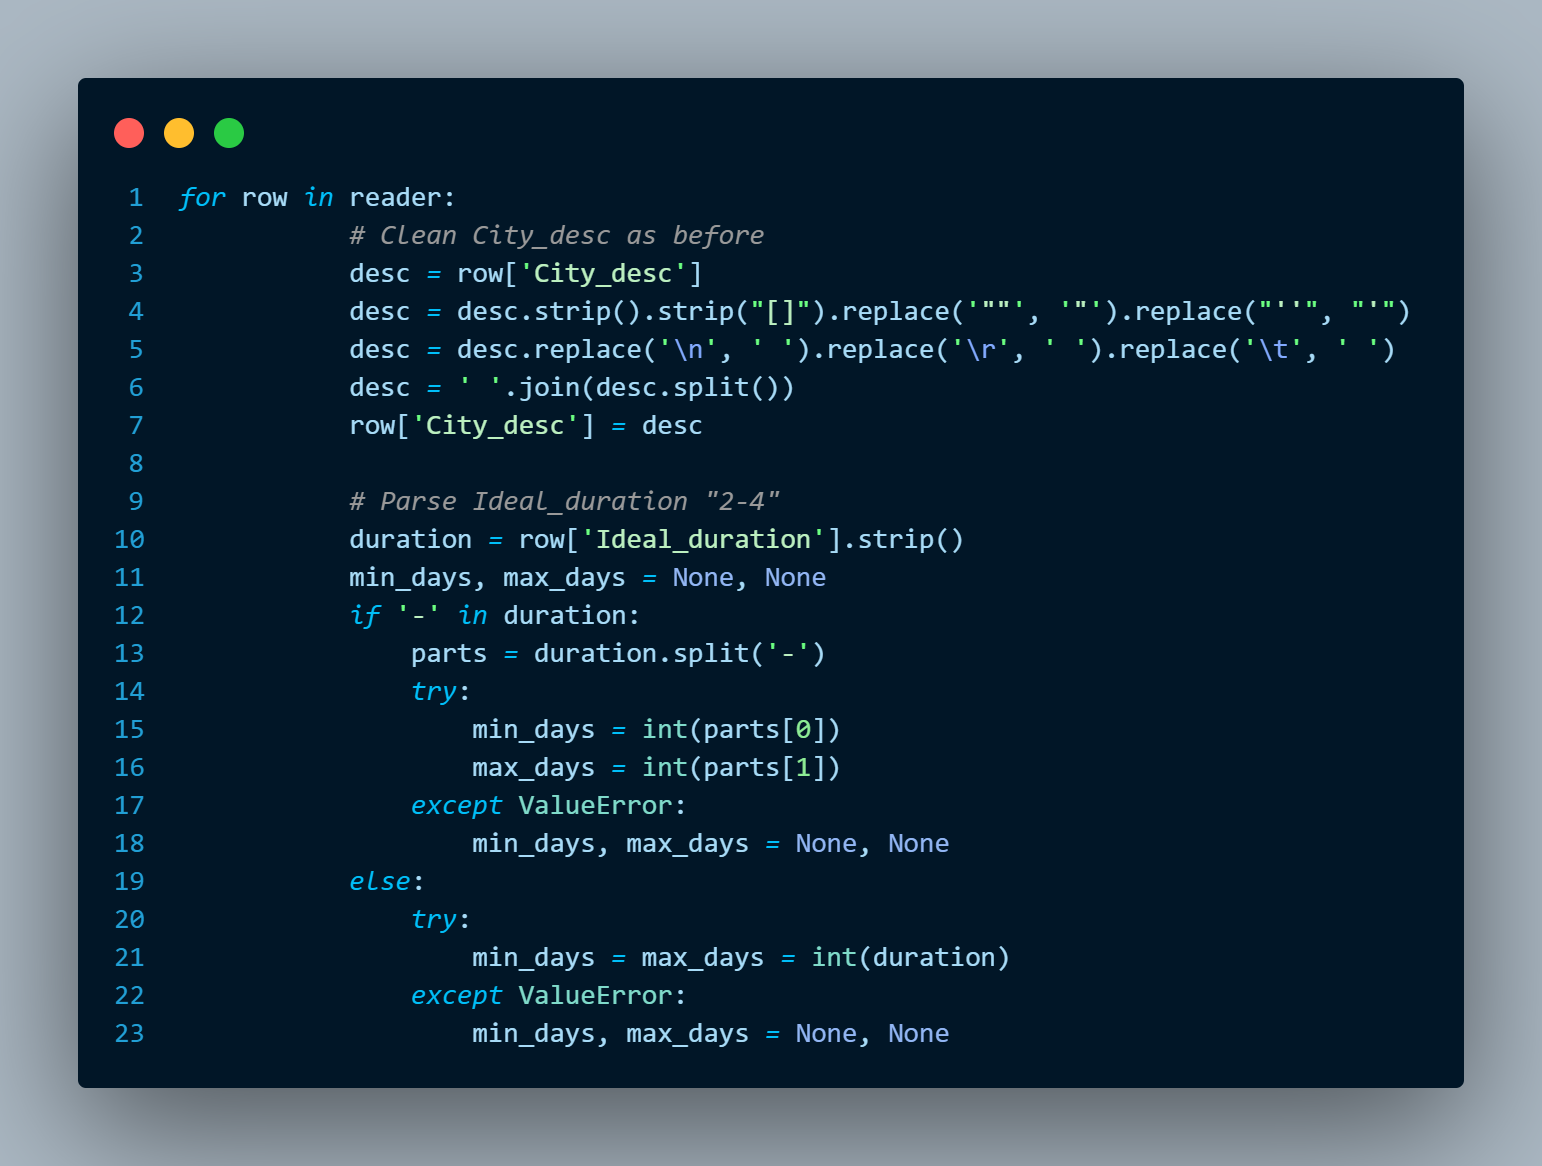 1 for row in reader:
2             # Clean City_desc as before
3             desc = row['City_desc']
4             desc = desc.strip().strip("[]").replace('""', '"').replace("''", "'")
5             desc = desc.replace('\n', ' ').replace('\r', ' ').replace('\t', ' ')
6             desc = ' '.join(desc.split())
7             row['City_desc'] = desc
8
9             # Parse Ideal_duration "2-4"
10            duration = row['Ideal_duration'].strip()
11            min_days, max_days = None, None
12            if '-' in duration:
13                parts = duration.split('-')
14                try:
15                    min_days = int(parts[0])
16                    max_days = int(parts[1])
17                except ValueError:
18                    min_days, max_days = None, None
19            else:
20                try:
21                    min_days = max_days = int(duration)
22                except ValueError:
23                    min_days, max_days = None, None